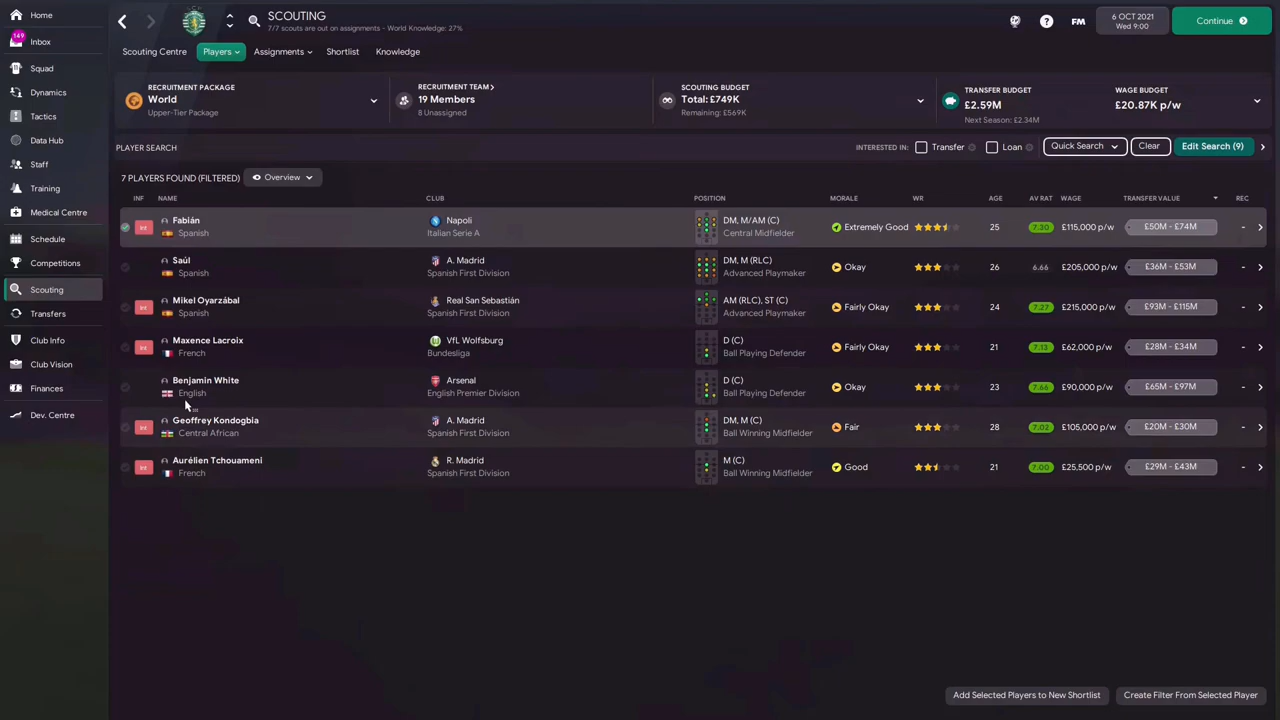 Home
SCOUTING
7/7 scouts are out on assignments - World Knowledge: 27%
FM
6 OCT 2021
Wed 9:00
Continue
149
Inbox
Scouting Centre
Players
Assignments
Shortlist
Knowledge
Squad
Dynamics
Tactics
Data Hub
Staff
Training
Medical Centre
Schedule
Competitions
Scouting
Transfers
Club Info
Club Vision
Finances
Dev. Centre
RECRUITMENT PACKAGE
World
Upper-Tier Package
RECRUITMENT TEAM
19 Members
8 Unassigned
SCOUTING BUDGET
Total: £749K
Remaining: £569K
TRANSFER BUDGET
£2.59M
Next Season: £2.34M
WAGE BUDGET
£20.87K p/w
PLAYER SEARCH
INTERESTED IN: Transfer Loan
Quick Search
Clear
Edit Search (9)
7 PLAYERS FOUND (FILTERED)
Overview
INF NAME CLUB POSITION MORALE WR AGE AV RAT WAGE TRANSFER VALUE REC
Fabián Napoli DM, M/AM (C)
Int Extremely Good 25 7.20 £115,000 p/w £50M - £74M -
Spanish Italian Serie A Central Midfielder
Saúl A. Madrid DM, M (RLC)
Okay 26 6.66 £205,000 p/w £36M - £53M -
Spanish Spanish First Division Advanced Playmaker
Mikel Oyarzábal Real San Sebastián AM (RLC), ST (C)
Int Fairly Okay 24 7.27 £215,000 p/w £93M - £115M -
Spanish Spanish First Division Advanced Playmaker
Maxence Lacroix VfL Wolfsburg D (C)
Int Fairly Okay 21 7.13 £62,000 p/w £28M - £34M -
French Bundesliga Ball Playing Defender
Benjamin White Arsenal D (C)
Okay 23 7.66 £90,000 p/w £65M - £97M -
English English Premier Division Ball Playing Defender
Geoffrey Kondogbia A. Madrid DM, M (C)
Int Fair 28 7.02 £105,000 p/w £20M - £30M -
Central African Spanish First Division Ball Winning Midfielder
Aurélien Tchouameni R. Madrid M (C)
Int Good 21 7.00 £25,500 p/w £29M - £43M -
French Spanish First Division Ball Winning Midfielder
Add Selected Players to New Shortlist
Create Filter From Selected Player